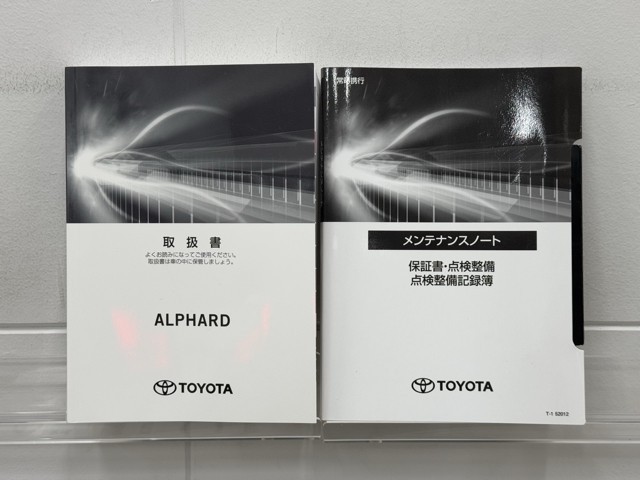 取扱書
よくお読みになってご使用ください。
取扱書は車の中に保管しましょう。
ALPHARD
TOYOTA
常時携行
メンテナンスノート
保証書・点検整備
点検整備記録簿
TOYOTA
T-1 52012